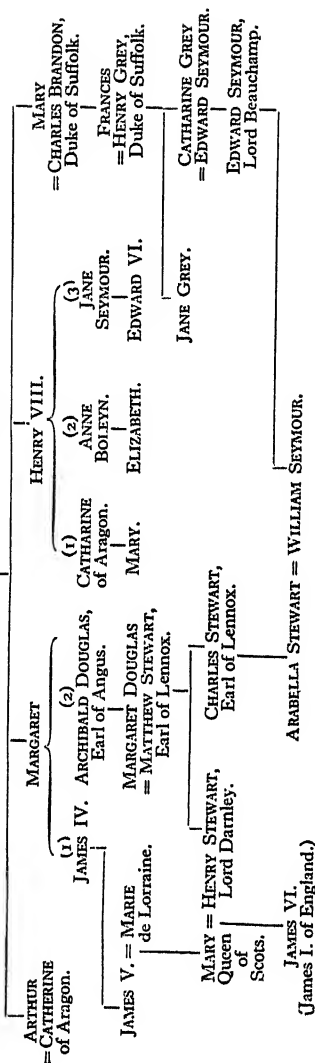 ARTHUR
=CATHERINE
of Aragon.
MARGARET
(1)
JAMES IV.
(2)
ARCHIBALD DOUGLAS,
Earl of Angus.
HENRY VIII.
(1)
CATHARINE
of Aragon.
(2)
ANNE
BOLEYN.
(3)
JANE
SEYMOUR.
MARY
=CHARLES BRANDON,
Duke of Suffolk.
JAMES V. = MARIE
de Lorraine.
MARGARET DOUGLAS
= MATTHEW STEWART,
Earl of Lennox.
MARY.
ELIZABETH.
EDWARD VI.
FRANCES
=HENRY GREY,
Duke of Suffolk.
MARY = HENRY STEWART,
Queen
of
Scots.
Lord Darnley.
CHARLES STEWART,
Earl of Lennox.
JANE GREY.
CATHARINE GREY
= EDWARD SEYMOUR.
JAMES VI.
(James I. of England.)
ARABELLA STEWART = WILLIAM SEYMOUR.
EDWARD SEYMOUR,
Lord Beauchamp.